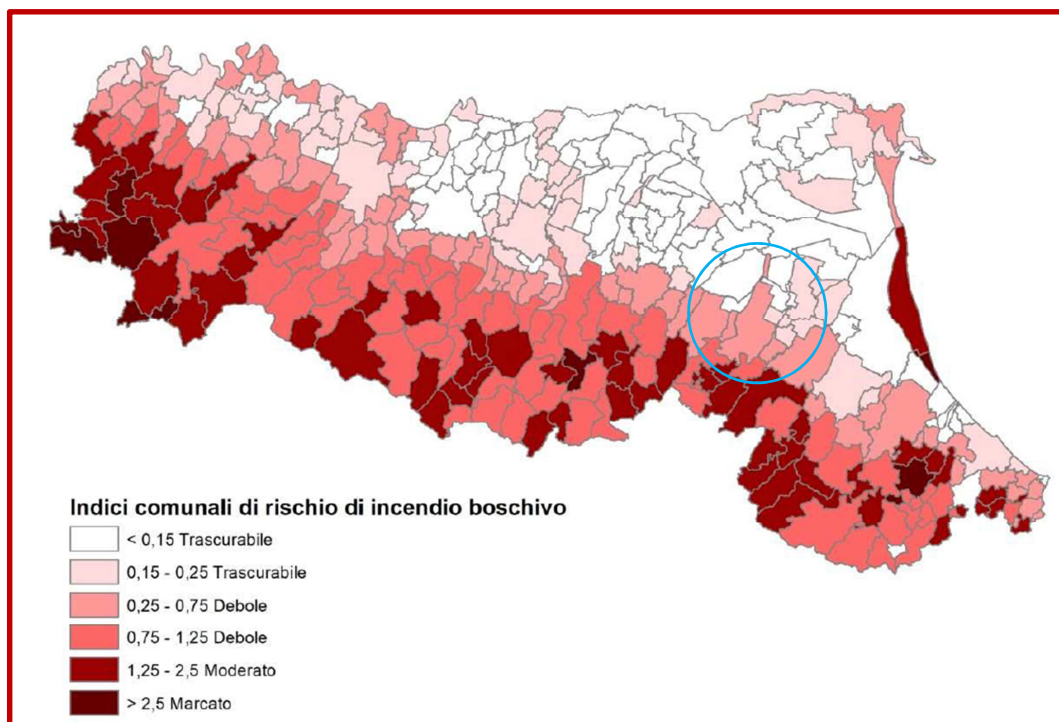 Indici comunali di rischio di incendio boschivo
< 0,15 Trascurabile
0,15 - 0,25 Trascurabile
0,25 - 0,75 Debole
0,75 - 1,25 Debole
1,25 - 2,5 Moderato
> 2,5 Marcato